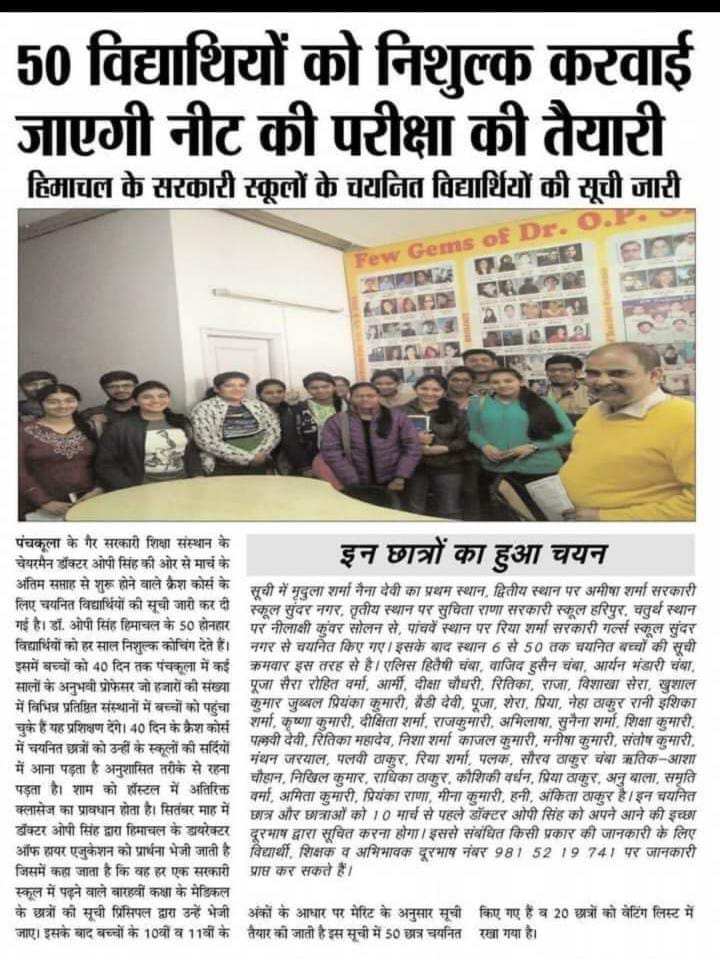 50 विद्याथियों को निशुल्क करवाई
जाएगी नीट की परीक्षा की तैयारी
हिमाचल के सरकारी स्कूलों के चयनित विद्यार्थियों की सूची जारी
Few Gems of Dr. O.P. S
पंचकूला के गैर सरकारी शिक्षा संस्थान के
चेयरमैन डॉक्टर ओपी सिंह की ओर से मार्च के
अंतिम सप्ताह से शुरू होने वाले क्रैश कोर्स के
लिए चयनित विद्यार्थियों की सूची जारी कर दी
गई है। डॉ. ओपी सिंह हिमाचल के 50 होनहार
विद्यार्थियों को हर साल निशुल्क कोचिंग देते हैं।
इसमें बच्चों को 40 दिन तक पंचकूला में कई
सालों के अनुभवी प्रोफेसर जो हजारों की संख्या
में विभिन्न प्रतिष्ठित संस्थानों में बच्चों को पहुंचा
चुके हैं यह प्रशिक्षण देंगे। 40 दिन के क्रैश कोर्स
में चयनित छात्रों को उन्हीं के स्कूलों की सर्दियों
में आना पड़ता है अनुशासित तरीके से रहना
पड़ता है। शाम को हॉस्टल में अतिरिक्त
क्लासेज का प्रावधान होता है। सितंबर माह में
डॉक्टर ओपी सिंह द्वारा हिमाचल के डायरेक्टर
ऑफ हायर एजुकेशन को प्रार्थना भेजी जाती है
जिसमें कहा जाता है कि वह हर एक सरकारी
स्कूल में पढ़ने वाले बारहवीं कक्षा के मेडिकल
के छात्रों की सूची प्रिंसिपल द्वारा उन्हें भेजी
जाए। इसके बाद बच्चों के 10वीं व 11वीं के
इन छात्रों का हुआ चयन
सूची में मृदुला शर्मा नैना देवी का प्रथम स्थान, द्वितीय स्थान पर अमीषा शर्मा सरकारी
स्कूल सुंदर नगर, तृतीय स्थान पर सुचिता राणा सरकारी स्कूल हरिपुर, चतुर्थ स्थान
पर नीलाक्षी कुंवर सोलन से, पांचवें स्थान पर रिया शर्मा सरकारी गर्ल्स स्कूल सुंदर
नगर से चयनित किए गए। इसके बाद स्थान 6 से 50 तक चयनित बच्चों की सूची
क्रमवार इस तरह से है। एलिस हितैषी चंबा, वाजिद हुसैन चंबा, आर्यन भंडारी चंबा,
पूजा सैरा रोहित वर्मा, आर्मी, दीक्षा चौधरी, रितिका, राजा, विशाखा सेरा, खुशाल
कुमार जुब्बल प्रियंका कुमारी, ब्रैडी देवी, पूजा, शेरा, प्रिया, नेहा ठाकुर रानी इशिका
शर्मा, कृष्णा कुमारी, दीक्षिता शर्मा, राजकुमारी, अभिलाषा, सुनैना शर्मा, शिक्षा कुमारी,
पल्लवी देवी, रितिका महादेव, निशा शर्मा काजल कुमारी, मनीषा कुमारी, संतोष कुमारी,
मंथन जरयाल, पलवी ठाकुर, रिया शर्मा, पलक, सौरव ठाकुर चंबा ऋतिक-आशा
चौहान, निखिल कुमार, राधिका ठाकुर, कौशिकी वर्धन, प्रिया ठाकुर, अनु बाला, समृति
वर्मा, अमिता कुमारी, प्रियंका राणा, मीना कुमारी, हनी, अंकिता ठाकुर है। इन चयनित
छात्र और छात्राओं को 10 मार्च से पहले डॉक्टर ओपी सिंह को अपने आने की इच्छा
दूरभाष द्वारा सूचित करना होगा। इससे संबंधित किसी प्रकार की जानकारी के लिए
विद्यार्थी, शिक्षक व अभिभावक दूरभाष नंबर 981 52 19 741 पर जानकारी
प्राप्त कर सकते हैं।
अंकों के आधार पर मेरिट के अनुसार सूची
तैयार की जाती है इस सूची में 50 छात्र चयनित
किए गए हैं व 20 छात्रों को वेटिंग लिस्ट में
रखा गया है।